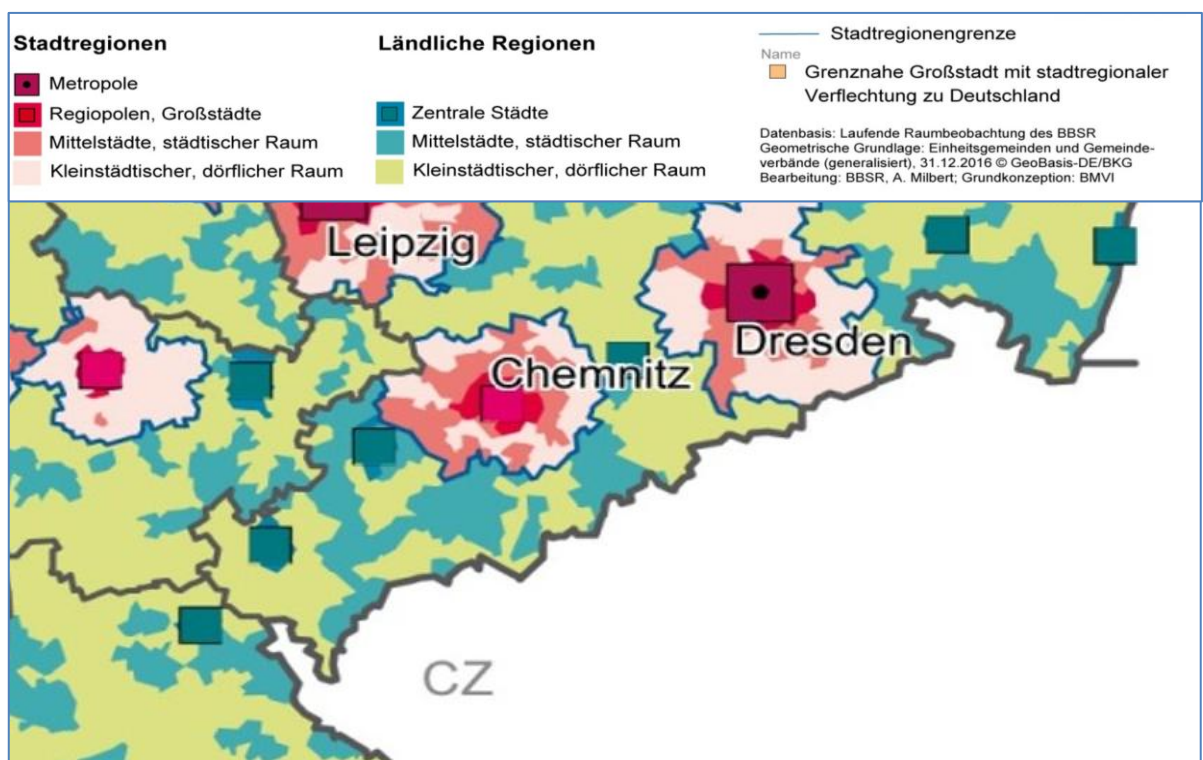 Stadtregionen
Metropole
Regiopolen, Großstädte
Mittelstädte, städtischer Raum
Kleinstädtischer, dörflicher Raum
Ländliche Regionen
Zentrale Städte
Mittelstädte, städtischer Raum
Kleinstädtischer, dörflicher Raum
Stadtregionengrenze
Name
Grenznahe Großstadt mit stadtregionaler
Verflechtung zu Deutschland
Datenbasis: Laufende Raumbeobachtung des BBSR
Geometrische Grundlage: Einheitsgemeinden und Gemeinde-
verbände (generalisiert), 31.12.2016 © GeoBasis-DE/BKG
Bearbeitung: BBSR, A. Milbert; Grundkonzeption: BMVI
Leipzig
Dresden
Chemnitz
CZ